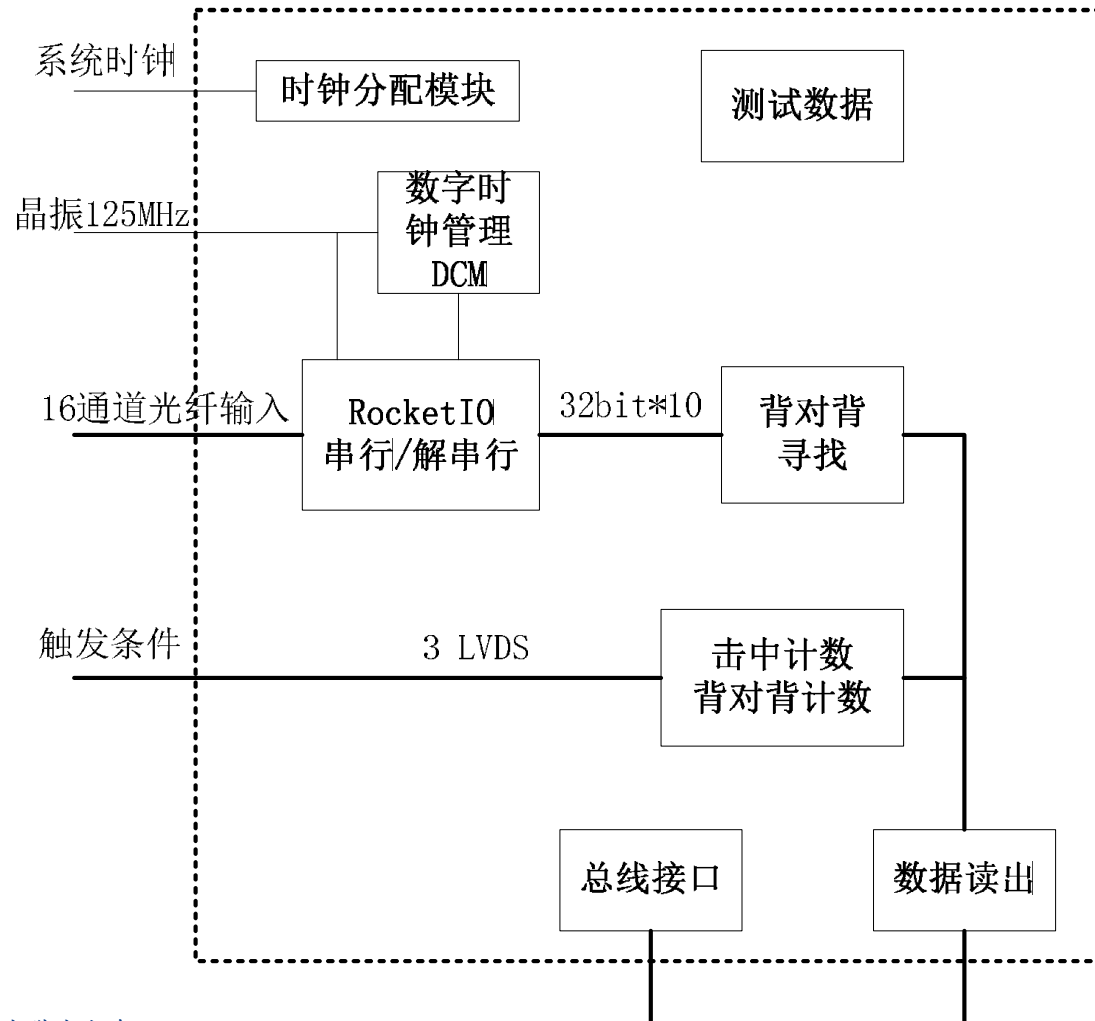 系统时钟
时钟分配模块
测试数据
晶振125MHz
数字时
钟管理
DCM
16通道光纤输入
RocketIO
串行/解串行
32bit*10
背对背
寻找
触发条件
3 LVDS
击中计数
背对背计数
总线接口
数据读出